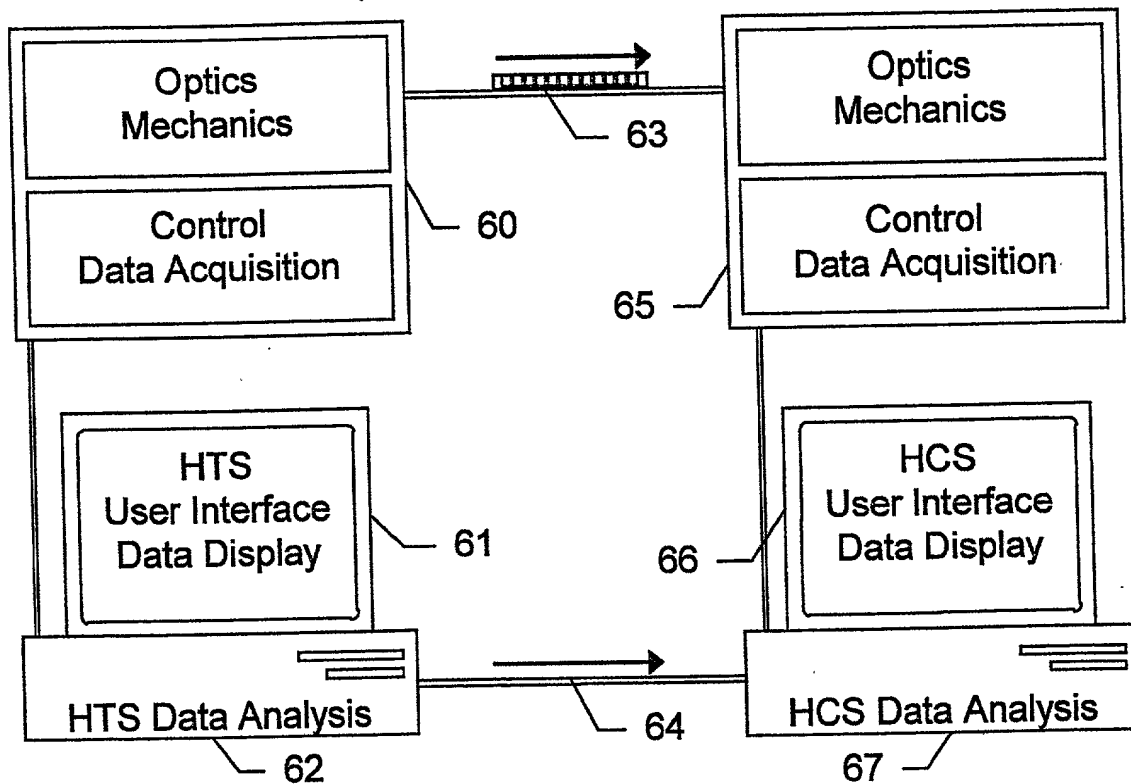 Optics
Mechanics
Control
Data Acquisition
60
63
Optics
Mechanics
Control
Data Acquisition
65
HTS
User Interface
Data Display
61
HTS Data Analysis
62
64
HCS
User Interface
Data Display
66
HCS Data Analysis
67